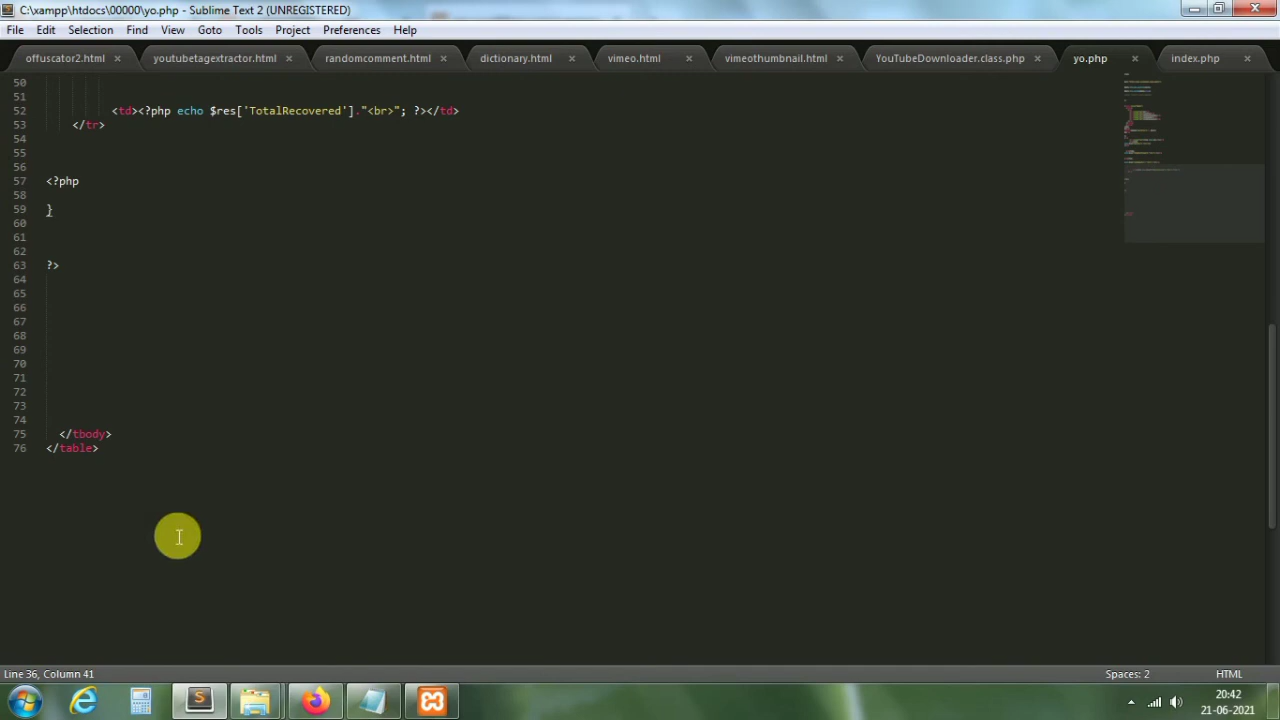 C:\xampp\htdocs\00000\yo.php - Sublime Text 2 (UNREGISTERED)
File Edit Selection Find View Goto Tools Project Preferences Help
offuscator2.html × youtubetagextractor.html × randomcomment.html × dictionary.html × vimeo.html × vimeothumbnail.html × YouTubeDownloader.class.php × yo.php × index.php ×
50
51
52 <td><?php echo $res['TotalRecovered']."<br>"; ?></td>
53 </tr>
54
55
56
57 <?php
58
59 }
60
61
62
63 ?>
64
65
66
67
68
69
70
71
72
73
74
75 </tbody>
76 </table>
Line 36, Column 41 Spaces: 2 HTML
20:42
21-06-2021